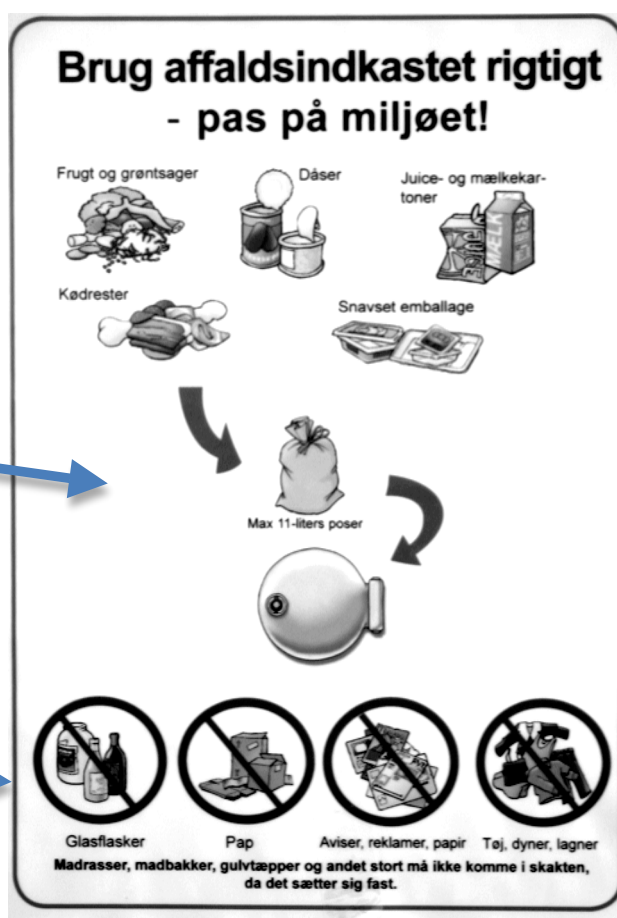 Brug affaldsindkastet rigtigt
- pas på miljøet!
Frugt og grøntsager
Dåser
Juice- og mælkekar-
toner
MÆLK
Kødrester
Snavset emballage
Max 11-liters poser
Glasflasker
Pap
Aviser, reklamer, papir
Tøj, dyner, lagner
Madrasser, madbakker, gulvtæpper og andet stort må ikke komme i skakten,
da det sætter sig fast.